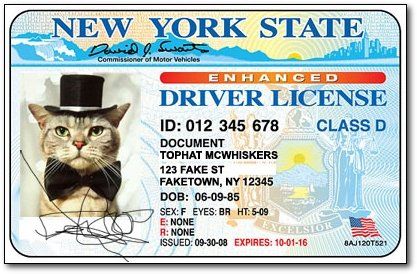 NEW YORK STATE
David J. Swarts
Commissioner of Motor Vehicles
ENHANCED
DRIVER LICENSE
ID: 012 345 678 CLASS D
DOCUMENT
TOPHAT MCWHISKERS
123 FAKE ST
FAKETOWN, NY 12345
DOB: 06-09-85
SEX: F EYES: BR HT: 5-09
E: NONE
R: NONE
ISSUED: 09-30-08 EXPIRES: 10-01-16
8AJ120T521